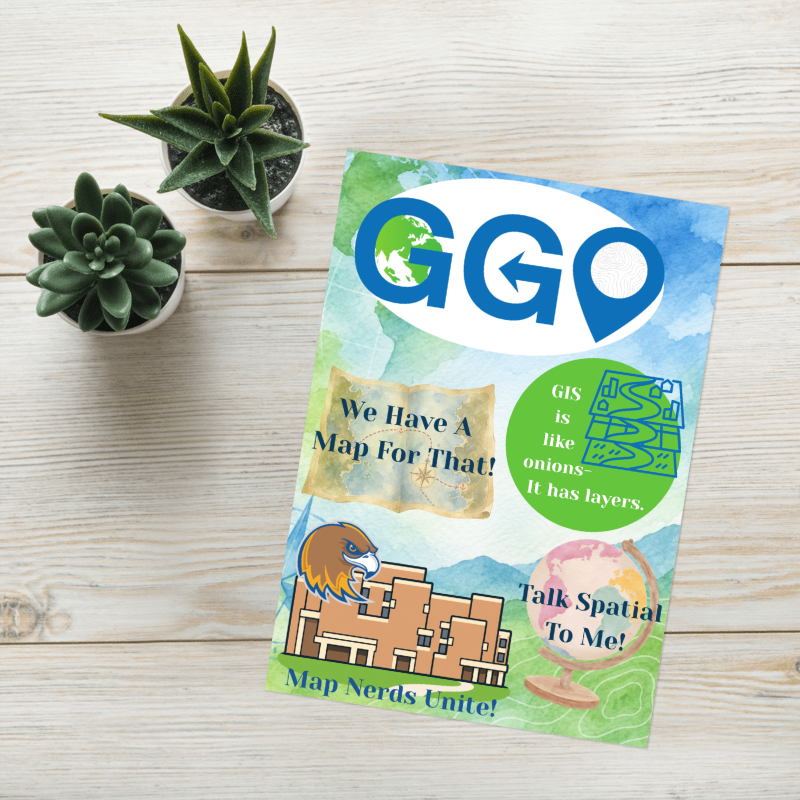 GGO
We Have A
Map For That!
GIS
is
like
onions-
It has layers.
Talk Spatial
To Me!
Map Nerds Unite!